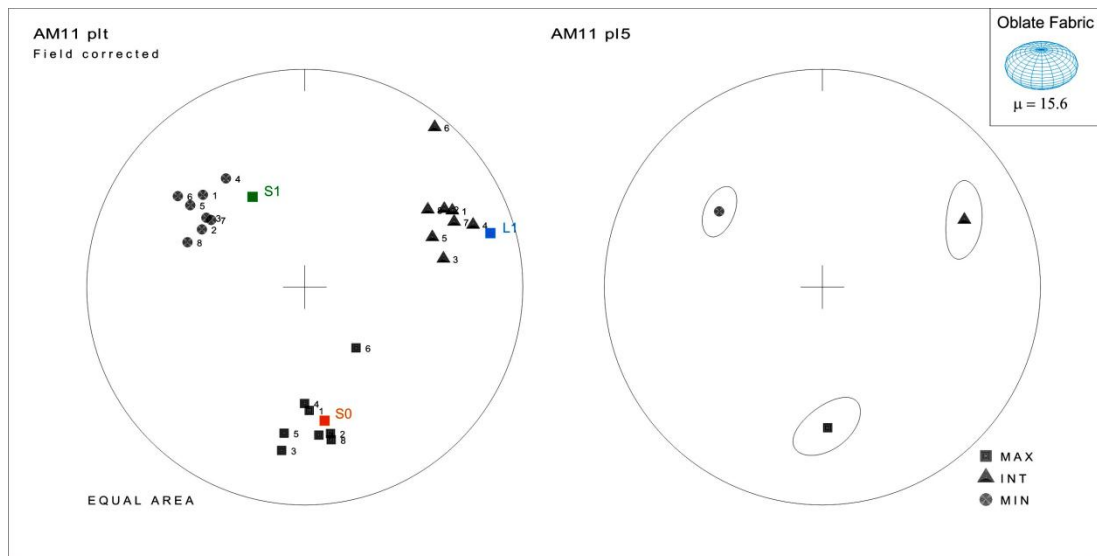 AM11 plt
Field corrected
AM11 pl5
Oblate Fabric
μ = 15.6
6
4
6
1
S1
5
3
7
2
8
2
1
7
4
L1
5
3
6
4
1
S0
5
2
8
3
EQUAL AREA
MAX
INT
MIN